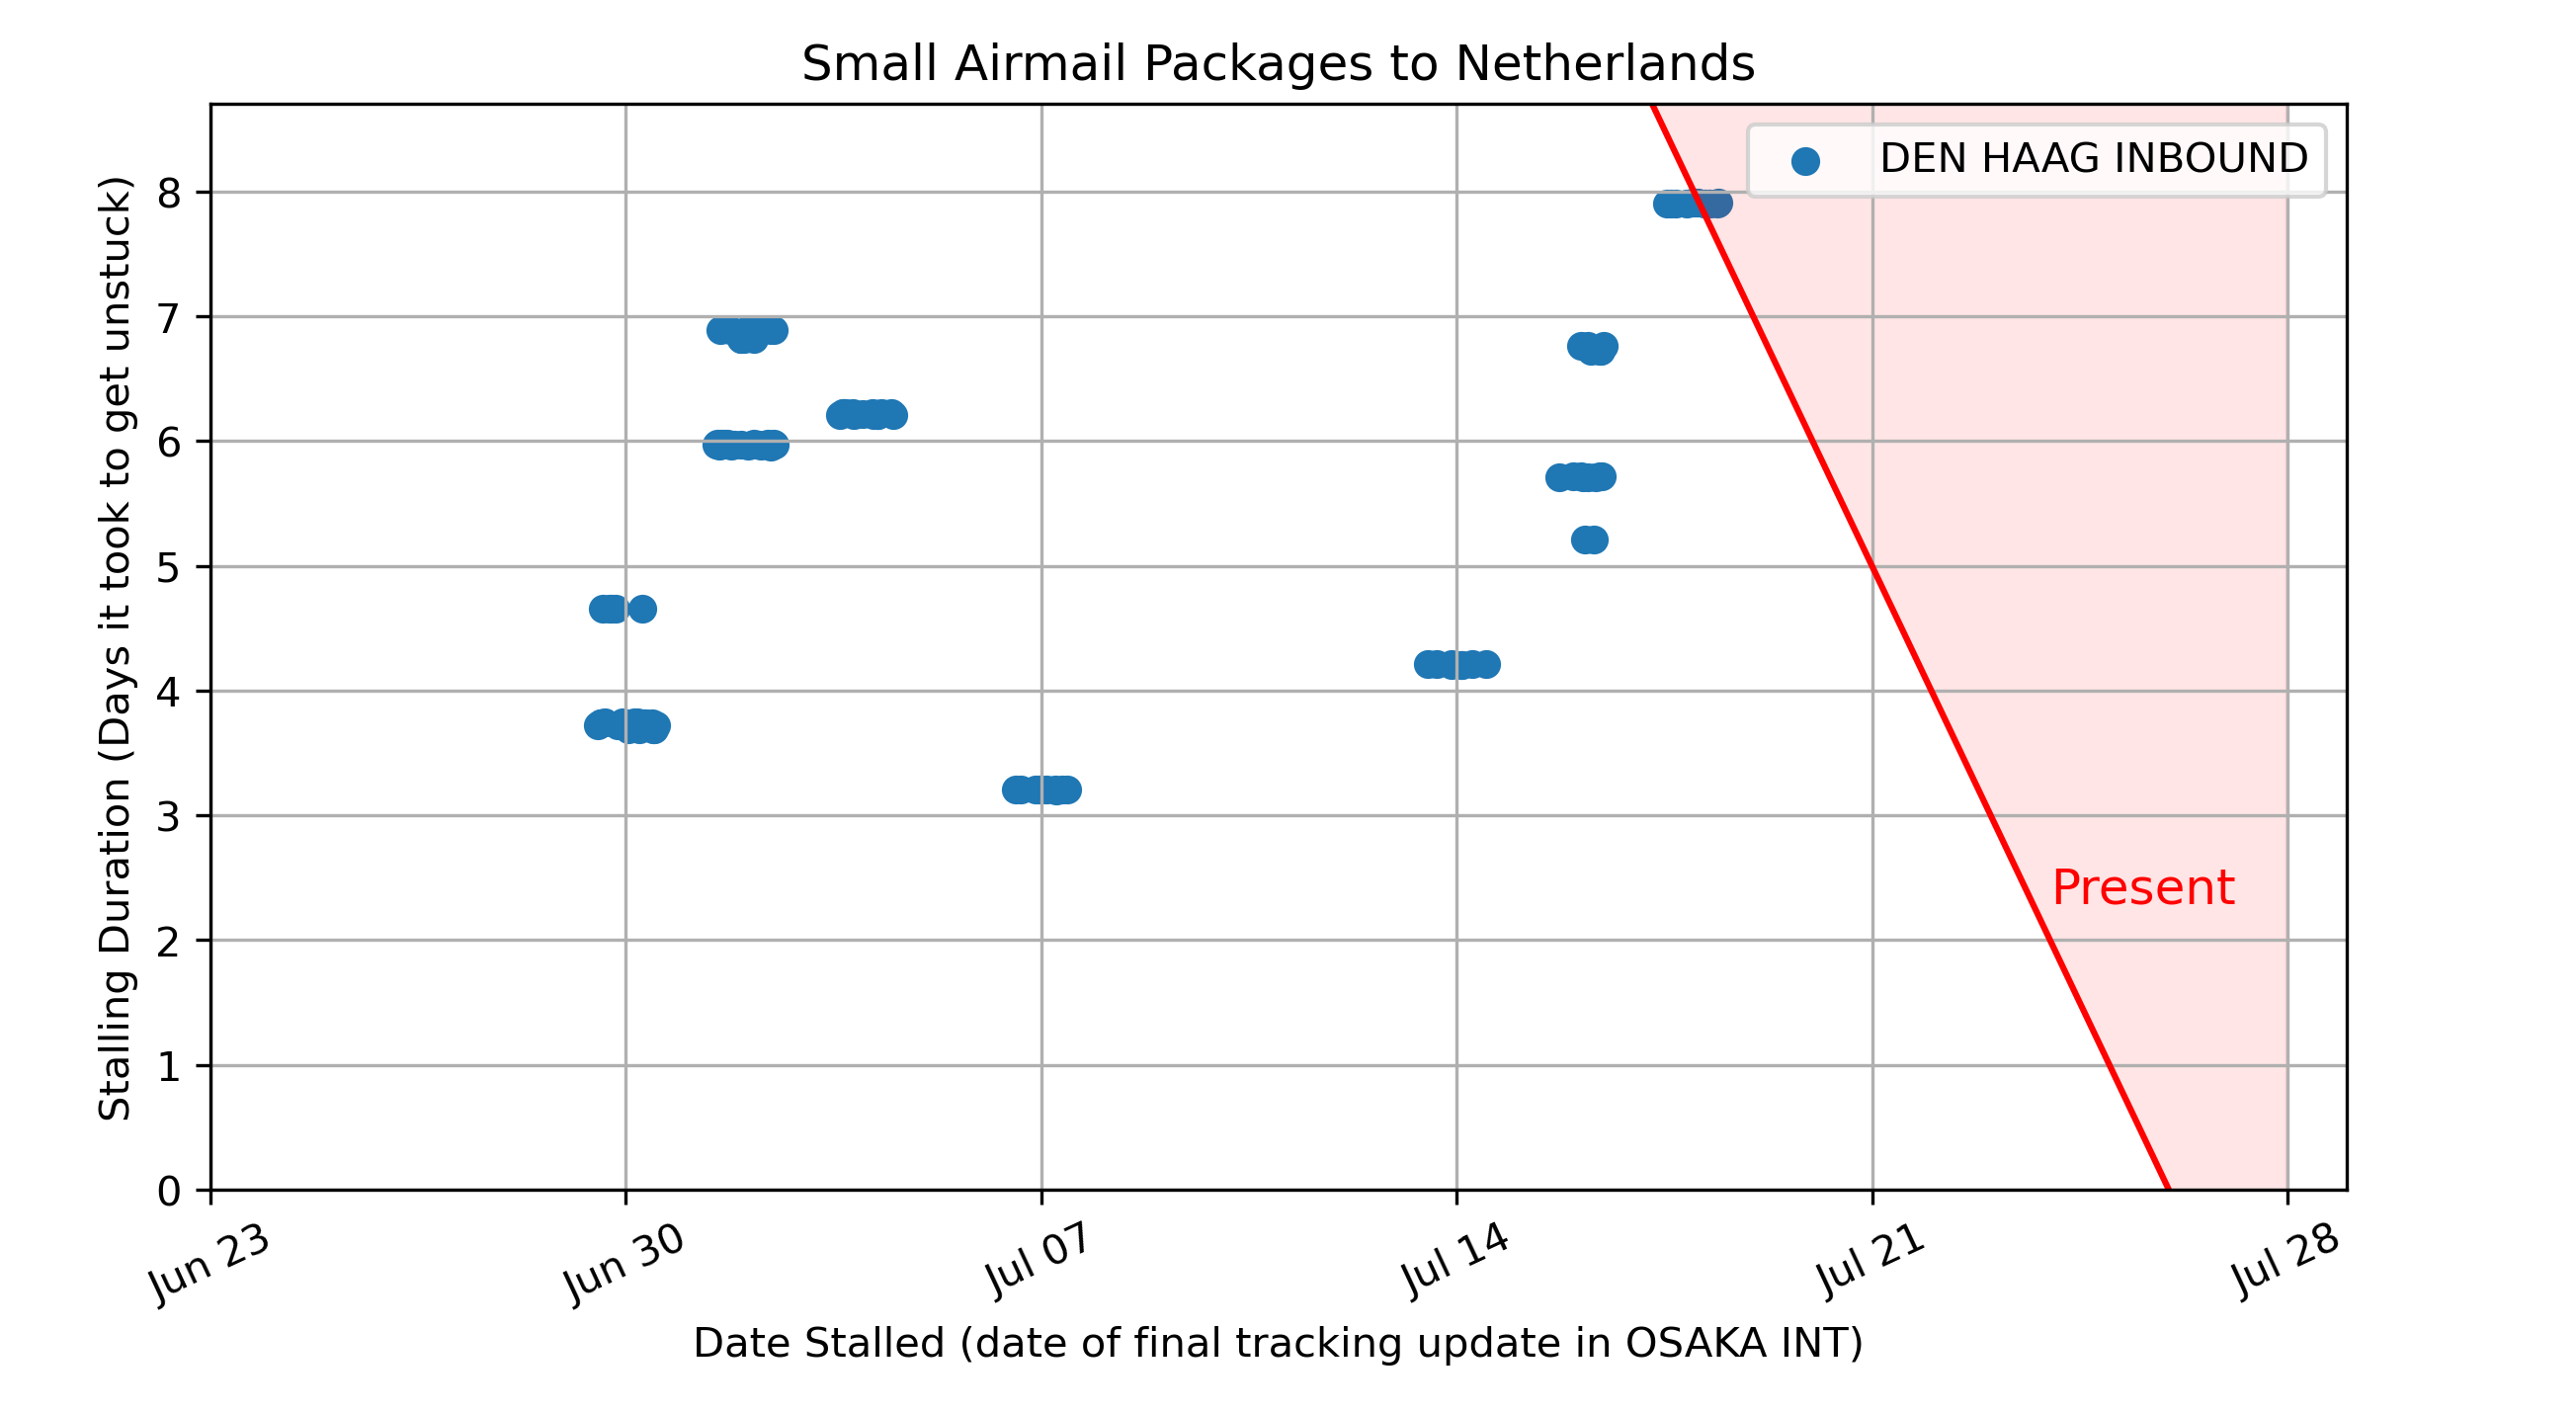 Small Airmail Packages to Netherlands
DEN HAAG INBOUND
Stalling Duration (Days it took to get unstuck)
8
7
6
5
4
3
2
1
0
Present
Jun 23
Jun 30
Jul 07
Jul 14
Jul 21
Jul 28
Date Stalled (date of final tracking update in OSAKA INT)